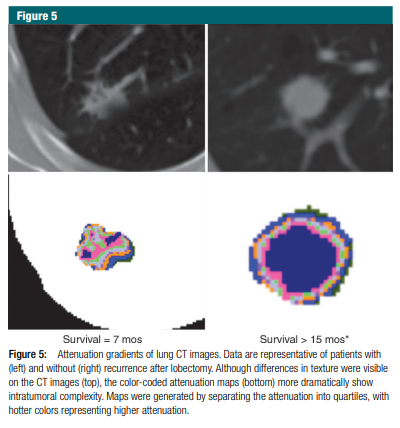 Figure 5
Survival = 7 mos
Survival > 15 mos*
Figure 5: Attenuation gradients of lung CT images. Data are representative of patients with
(left) and without (right) recurrence after lobectomy. Although differences in texture were visible
on the CT images (top), the color-coded attenuation maps (bottom) more dramatically show
intratumoral complexity. Maps were generated by separating the attenuation into quartiles, with
hotter colors representing higher attenuation.